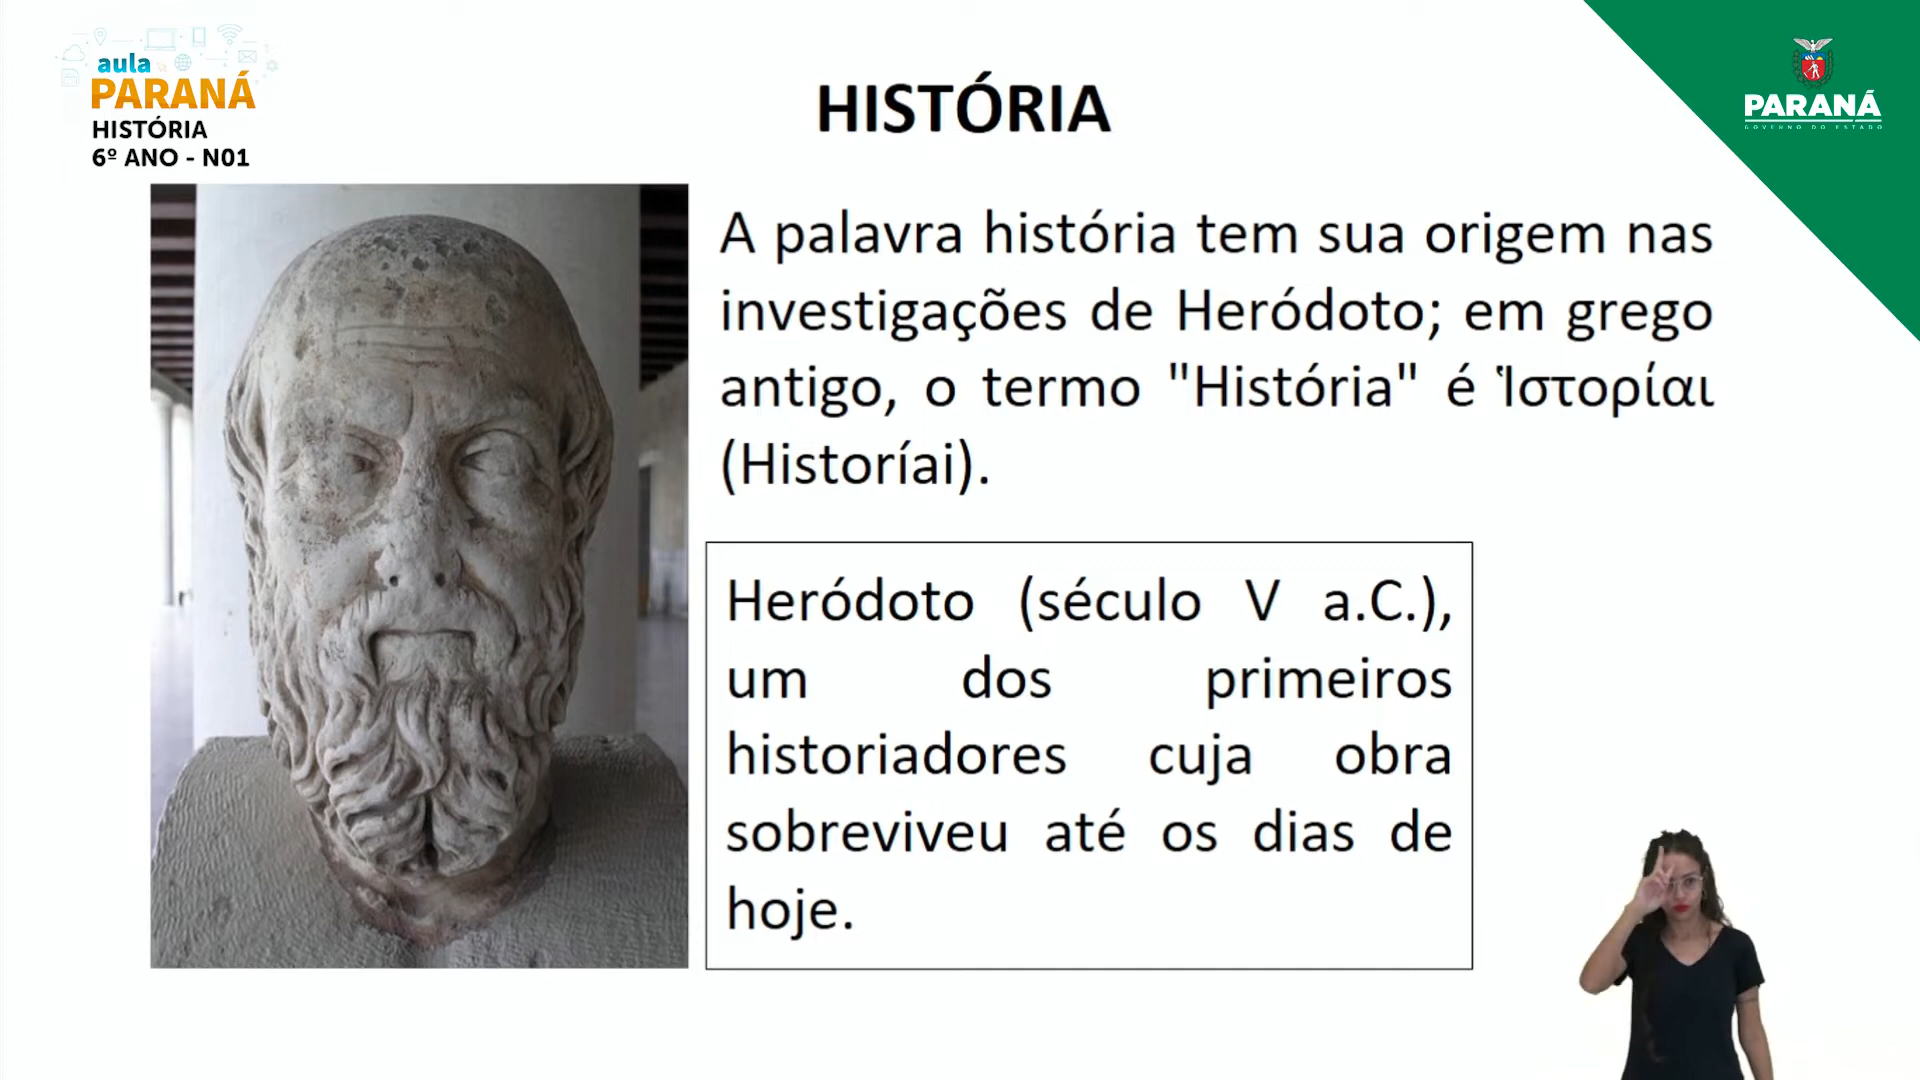 aula
PARANÁ
HISTÓRIA
6º ANO - N01
HISTÓRIA
PARANÁ
GOVERNO DO ESTADO
A palavra história tem sua origem nas
investigações de Heródoto; em grego
antigo, o termo "História" é Ἱστορίαι
(Historíai).
Heródoto (século V a.C.),
um dos primeiros
historiadores cuja obra
sobreviveu até os dias de
hoje.